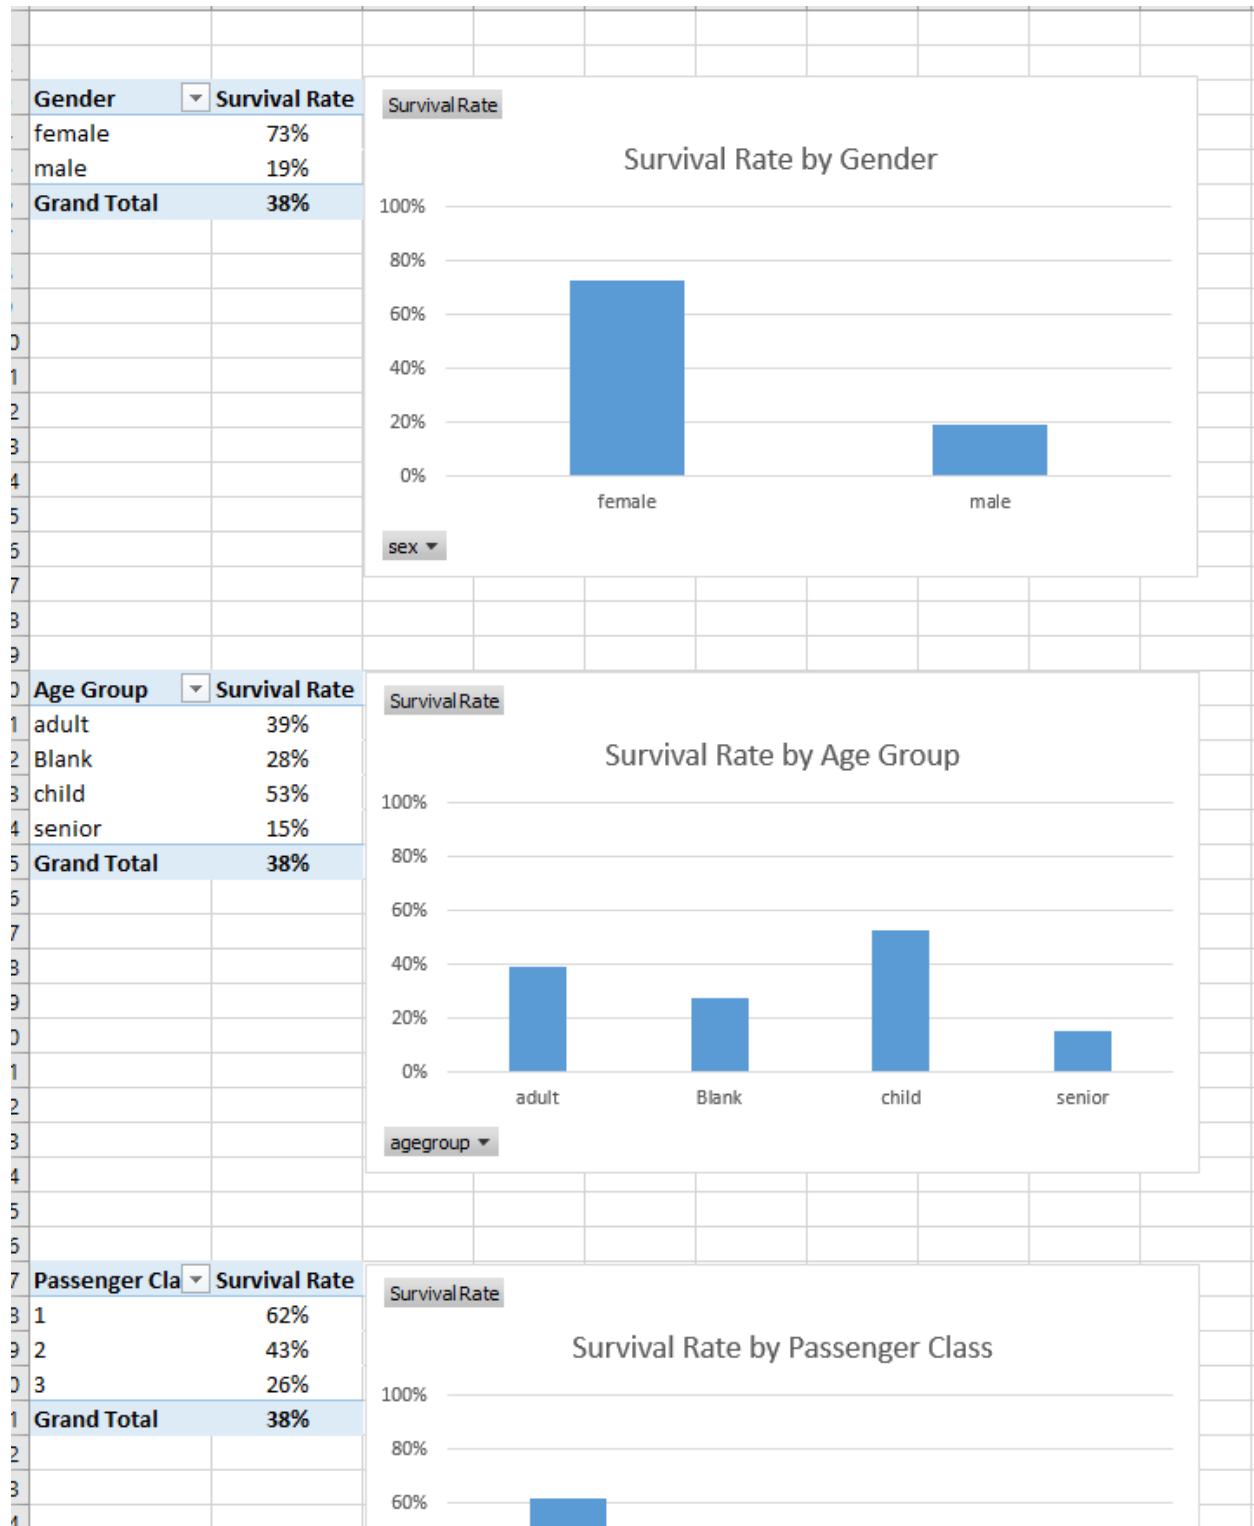 Gender Survival Rate
female 73%
male 19%
Grand Total 38%
Survival Rate
Survival Rate by Gender
100%
80%
60%
40%
20%
0%
female male
sex
Age Group Survival Rate
adult 39%
Blank 28%
child 53%
senior 15%
Grand Total 38%
Survival Rate
Survival Rate by Age Group
100%
80%
60%
40%
20%
0%
adult Blank child senior
agegroup
Passenger Cla Survival Rate
1 62%
2 43%
3 26%
Grand Total 38%
Survival Rate
Survival Rate by Passenger Class
100%
80%
60%